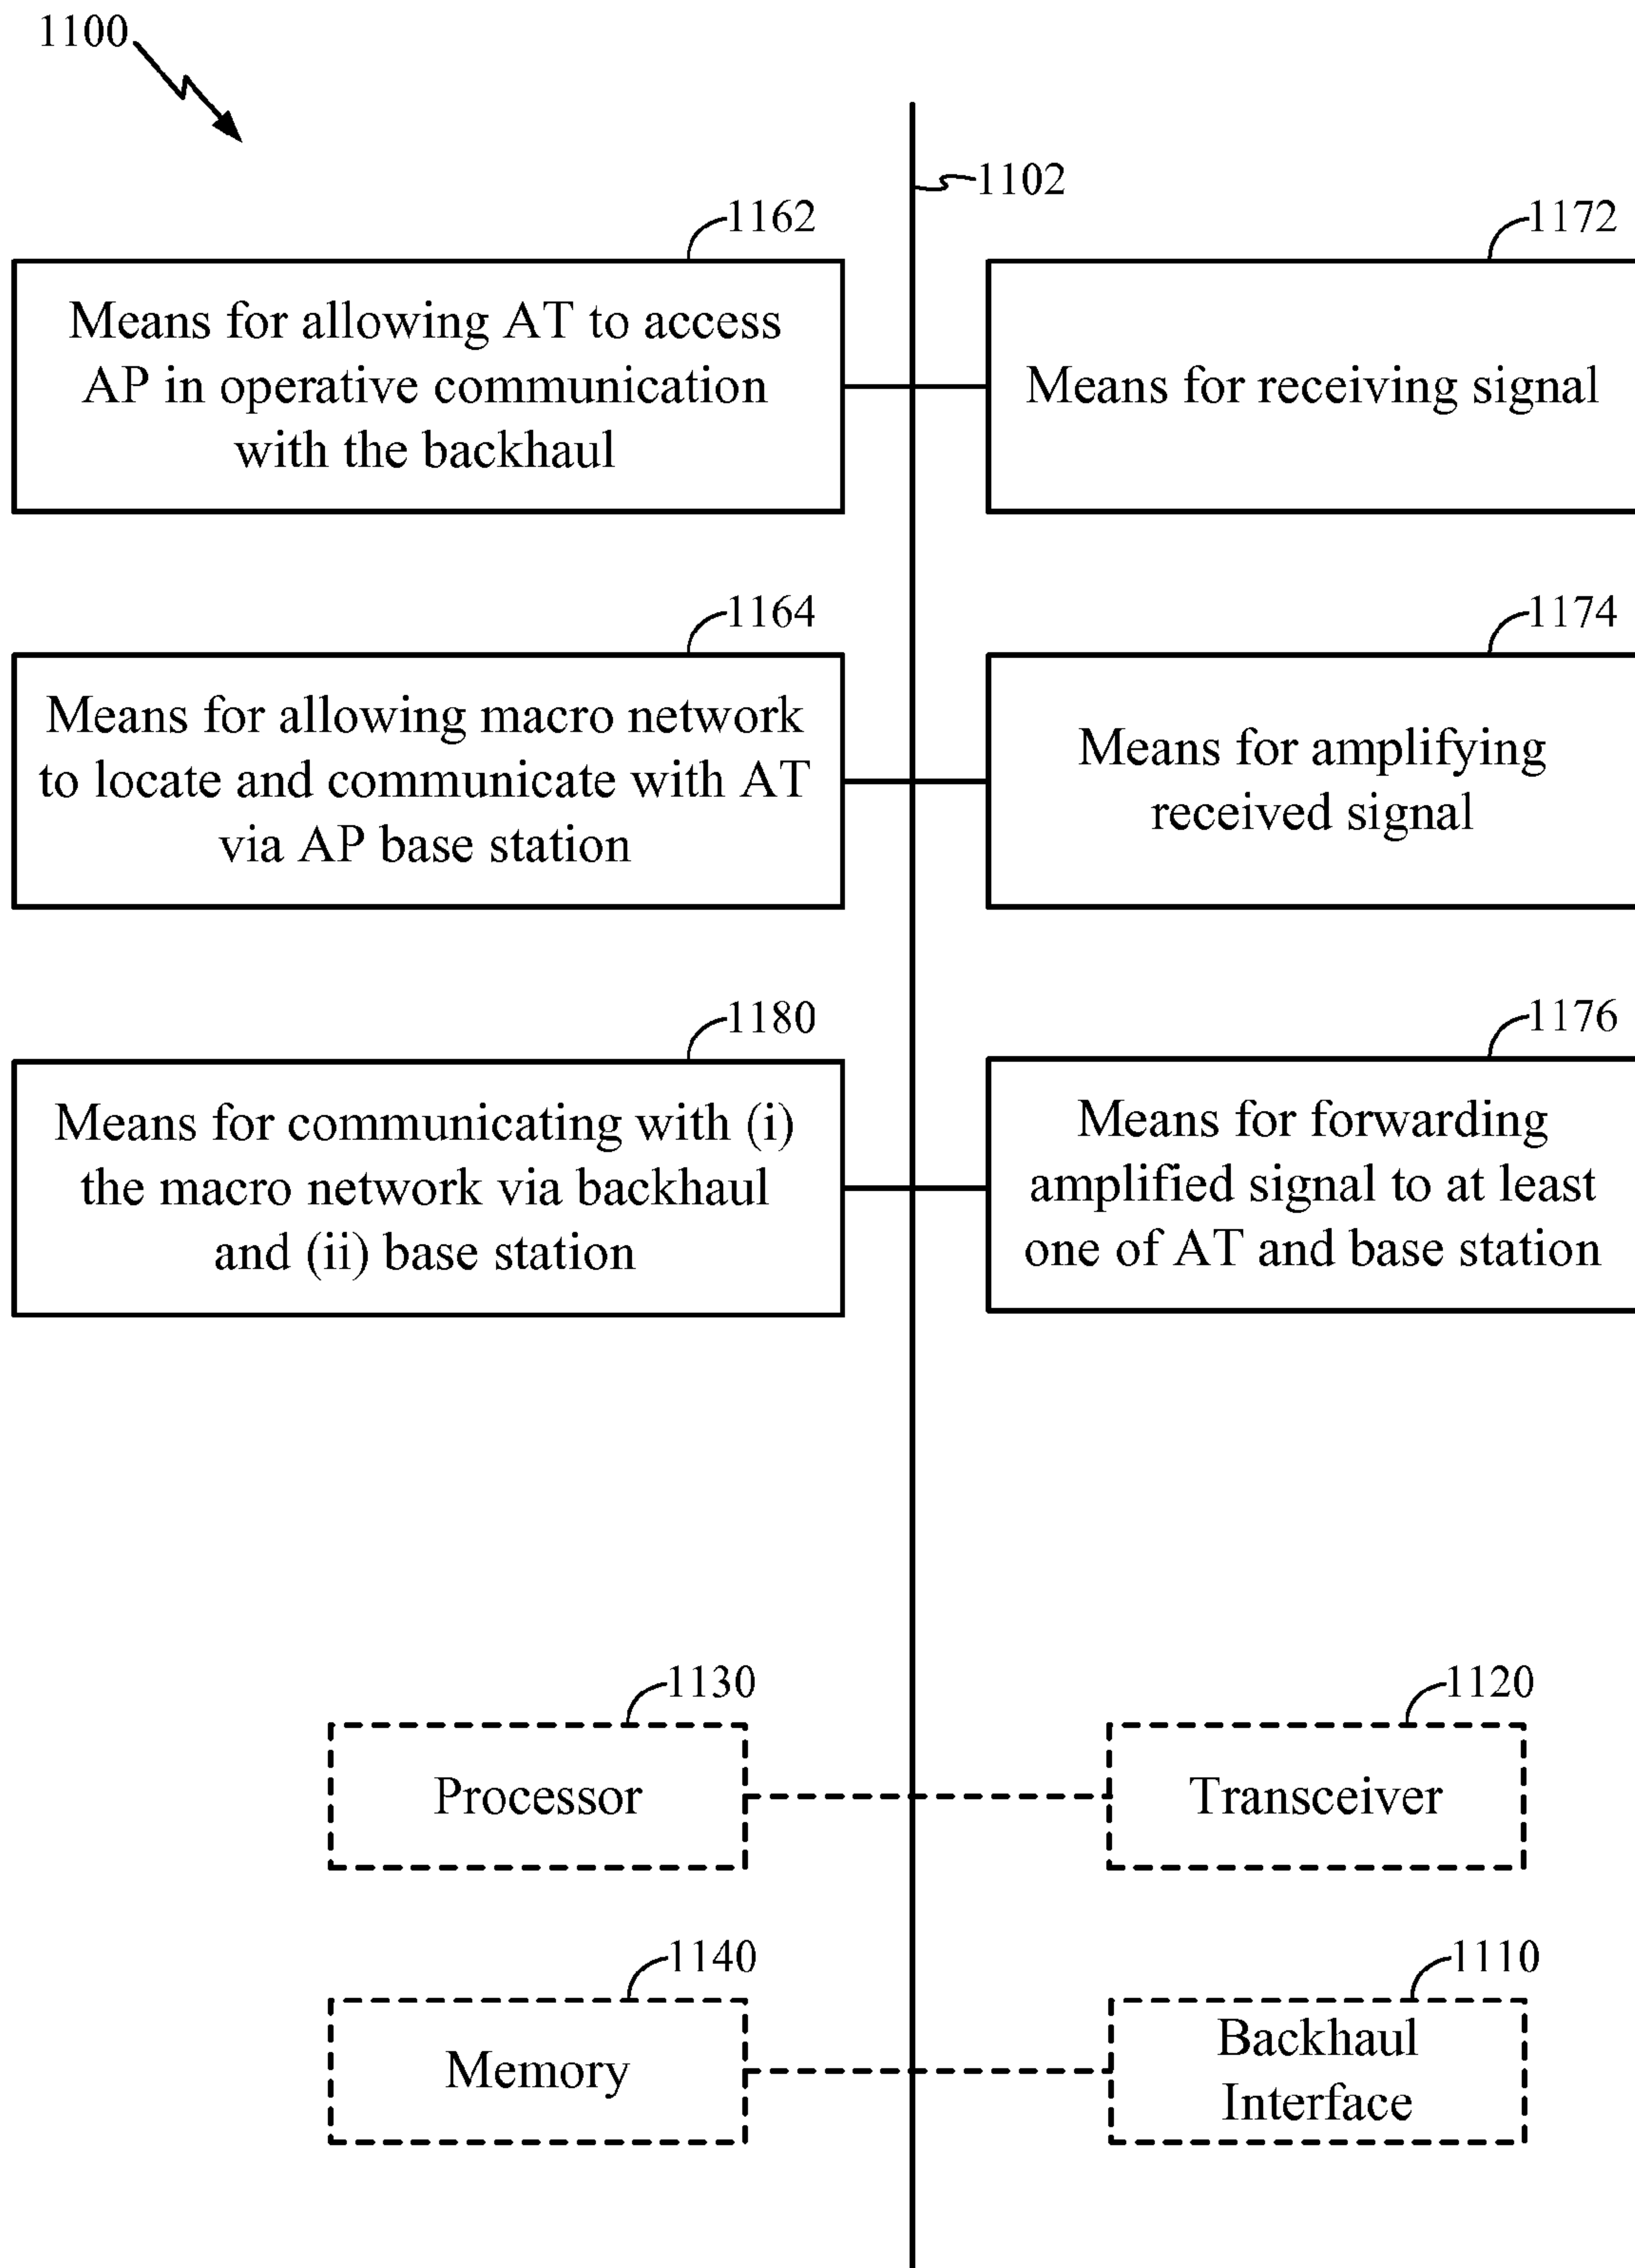 1100
1102
1162
Means for allowing AT to access
AP in operative communication
with the backhaul
1172
Means for receiving signal
1164
Means for allowing macro network
to locate and communicate with AT
via AP base station
1174
Means for amplifying
received signal
1180
Means for communicating with (i)
the macro network via backhaul
and (ii) base station
1176
Means for forwarding
amplified signal to at least
one of AT and base station
1130
Processor
1120
Transceiver
1140
Memory
1110
Backhaul
Interface